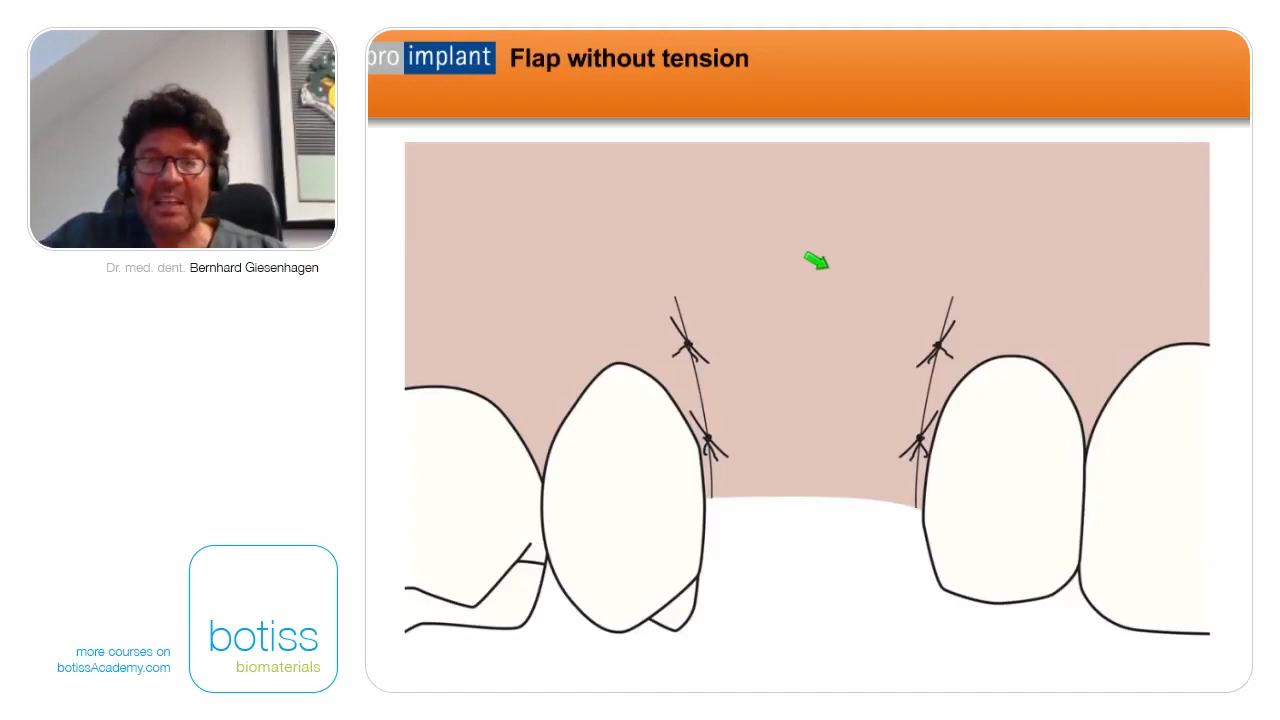 pro implant
Flap without tension
Dr. med. dent. Bernhard Giesenhagen
botiss
biomaterials
more courses on
botissAcademy.com